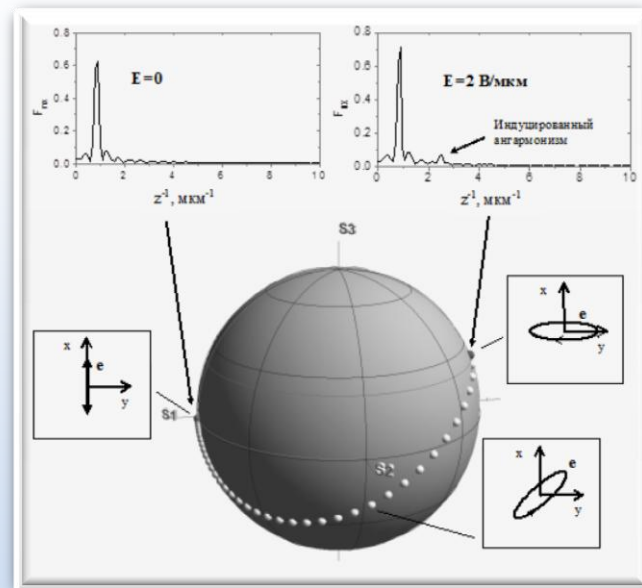 0.8
0.6
0.4
0.2
0.0
0 2 4 6 8 10
E=0
z⁻¹, мкм⁻¹
0.8
0.6
0.4
0.2
0.0
0 2 4 6 8 10
E=2 В/мкм
Индуцированный
ангармонизм
z⁻¹, мкм⁻¹
S3
x
e
y
S1
x
e
y
S2
x
e
y